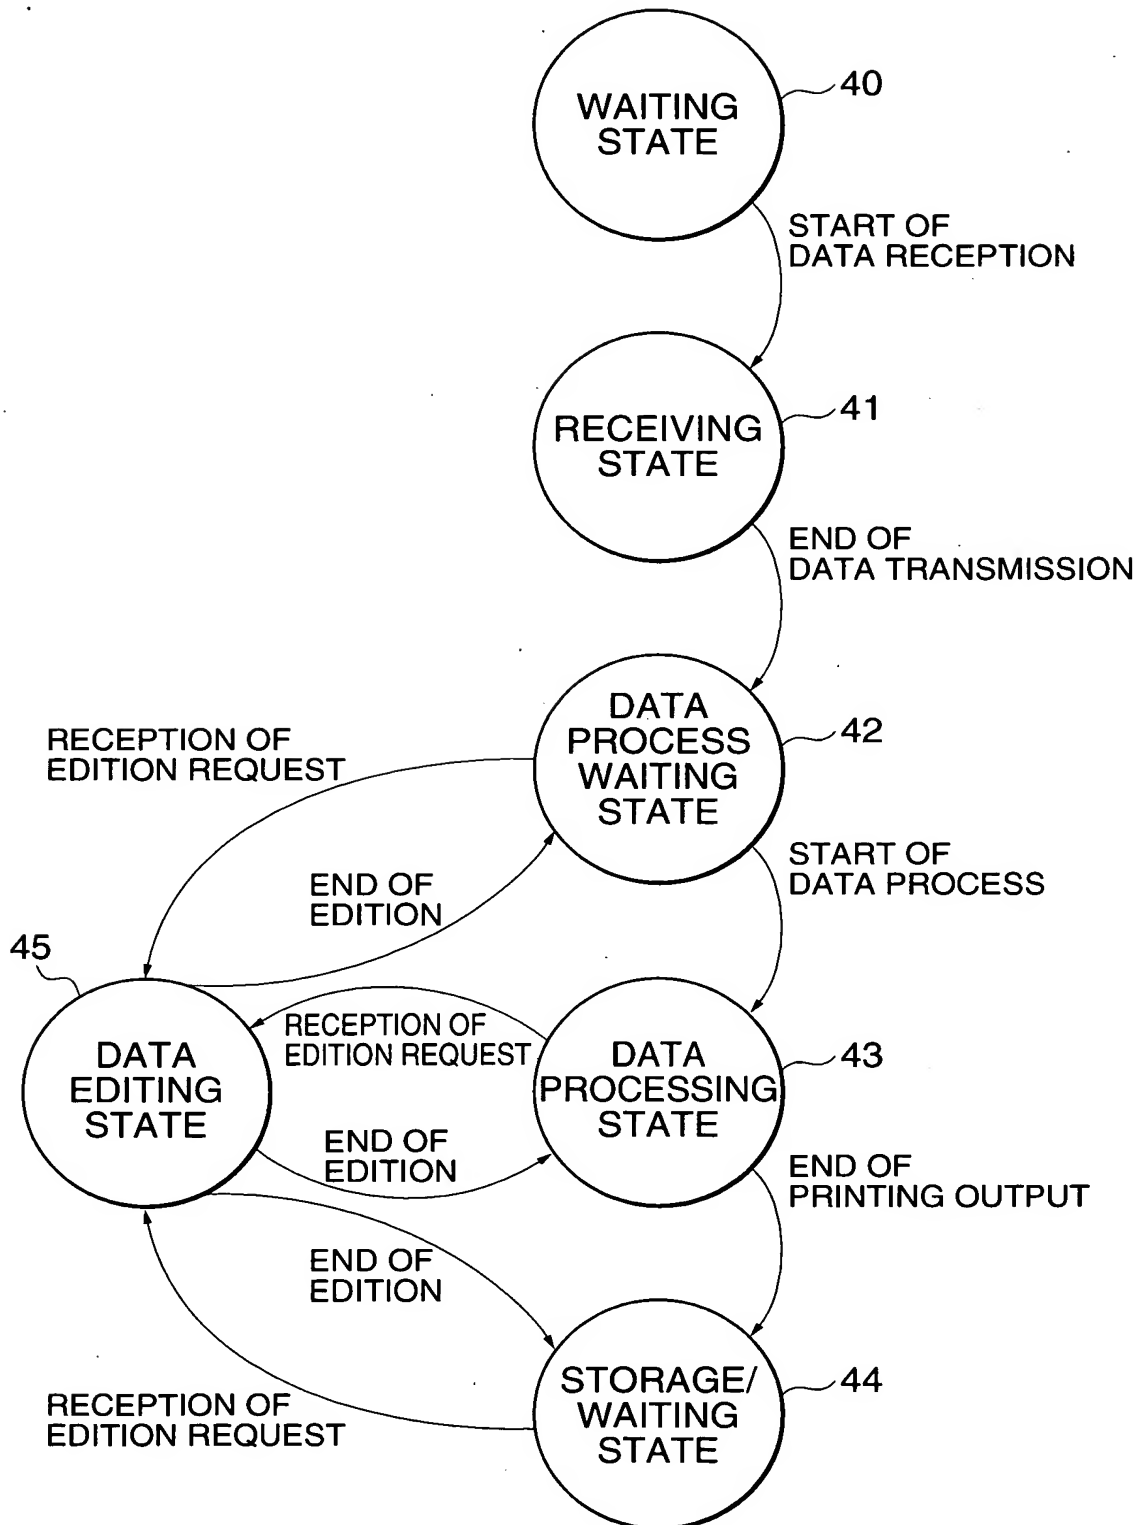 WAITING
STATE
40
START OF
DATA RECEPTION
RECEIVING
STATE
41
END OF
DATA TRANSMISSION
DATA
PROCESS
WAITING
STATE
42
RECEPTION OF
EDITION REQUEST
END OF
EDITION
START OF
DATA PROCESS
45
DATA
EDITING
STATE
RECEPTION OF
EDITION REQUEST
DATA
PROCESSING
STATE
43
END OF
EDITION
END OF
PRINTING OUTPUT
END OF
EDITION
STORAGE/
WAITING
STATE
44
RECEPTION OF
EDITION REQUEST